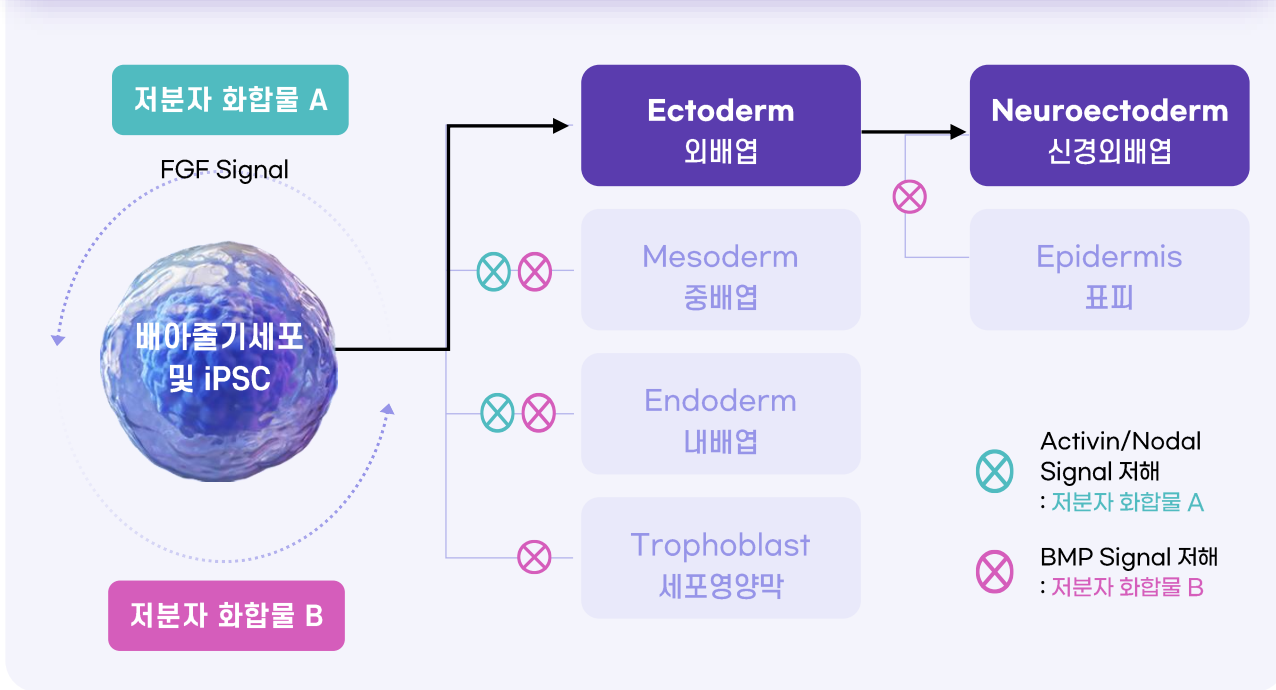 저분자 화합물 A
FGF Signal
배아줄기세포
및 iPSC
저분자 화합물 B
Ectoderm
외배엽
Mesoderm
중배엽
Endoderm
내배엽
Trophoblast
세포영양막
Neuroectoderm
신경외배엽
Epidermis
표피
Activin/Nodal
Signal 저해
: 저분자 화합물 A
BMP Signal 저해
: 저분자 화합물 B